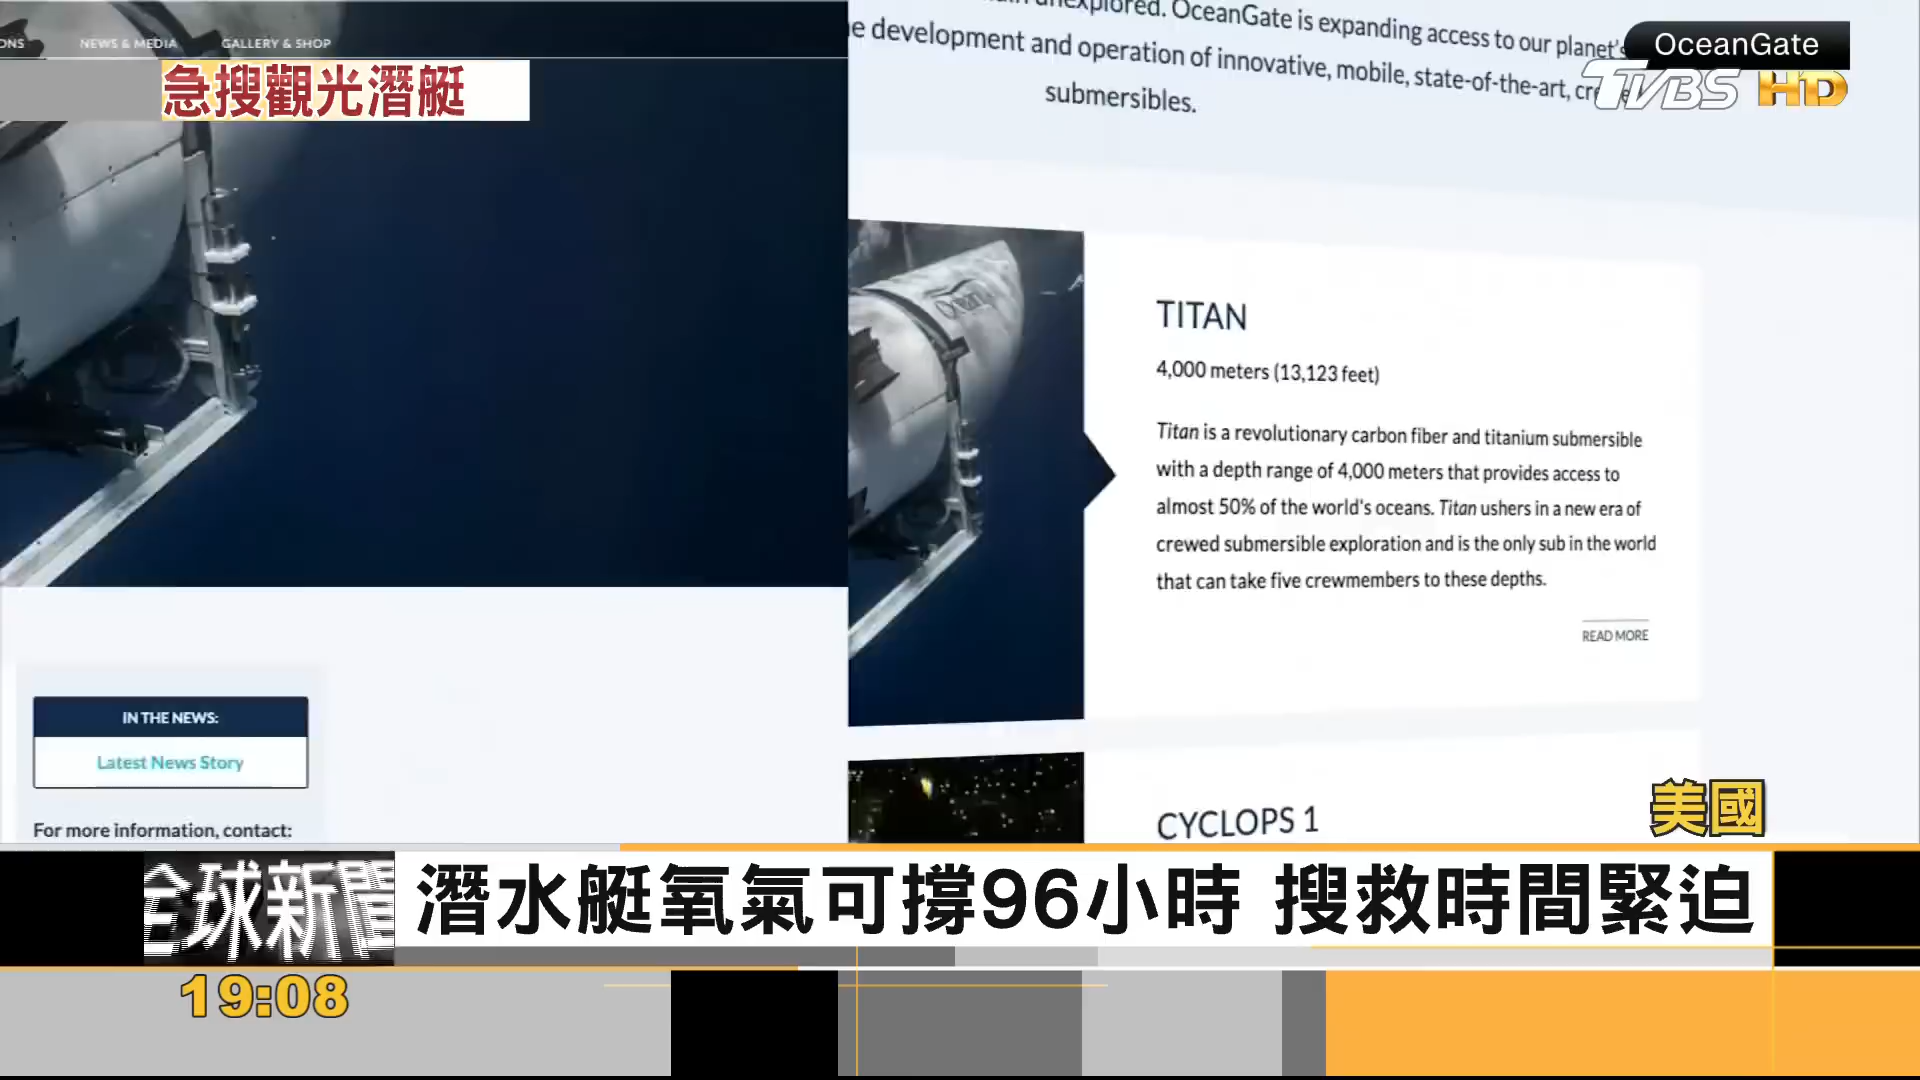 ONS NEWS & MEDIA GALLERY & SHOP
急搜觀光潛艇
unexplored. OceanGate is expanding access to our planet's
development and operation of innovative, mobile, state-of-the-art,
submersibles.
OceanGate
TVBS HD
OceanGate
TITAN
4,000 meters (13,123 feet)
Titan is a revolutionary carbon fiber and titanium submersible
with a depth range of 4,000 meters that provides access to
almost 50% of the world's oceans. Titan ushers in a new era of
crewed submersible exploration and is the only sub in the world
that can take five crewmembers to these depths.
READ MORE
IN THE NEWS:
Latest News Story
For more information, contact:
CYCLOPS 1
美國
全球新聞
潛水艇氧氣可撐96小時 搜救時間緊迫
19:08